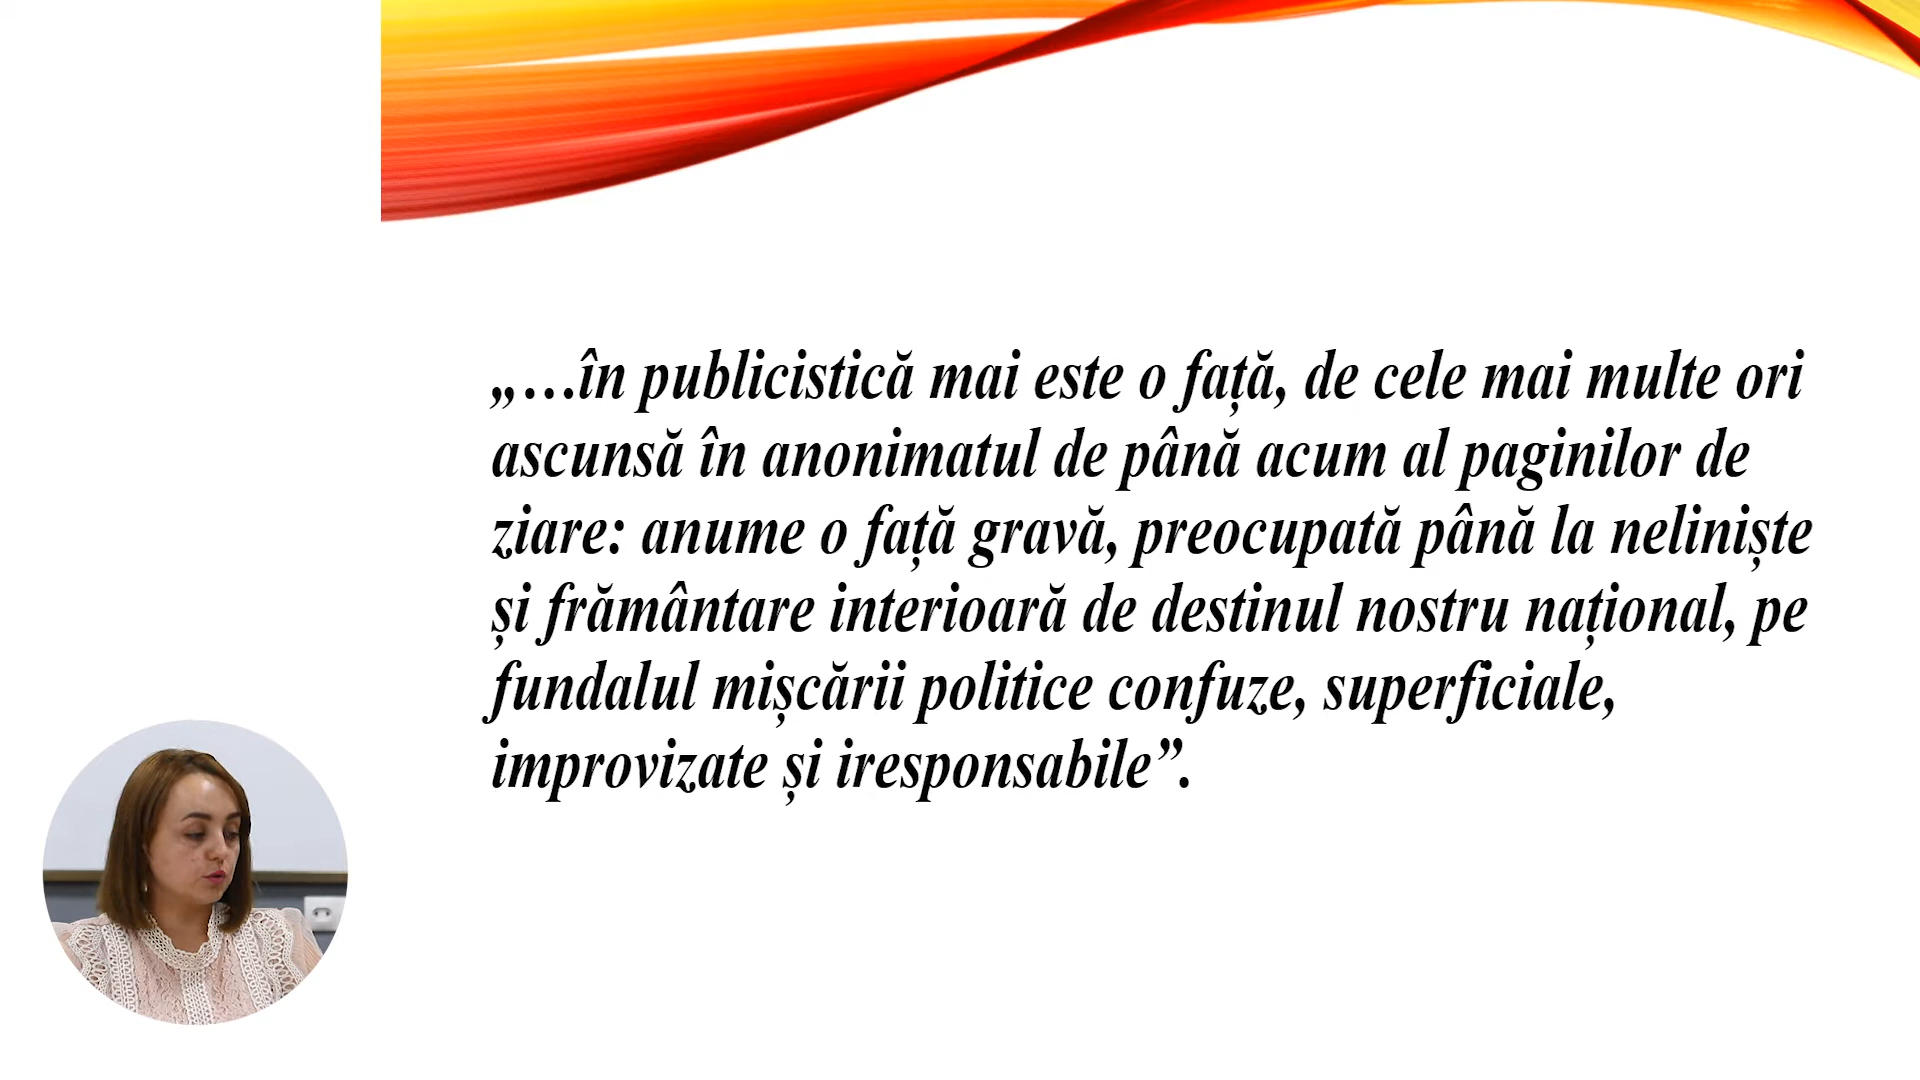 „…în publicistică mai este o față, de cele mai multe ori
ascunsă în anonimatul de până acum al paginilor de
ziare: anume o față gravă, preocupată până la neliniște
și frământare interioară de destinul nostru național, pe
fundalul mișcării politice confuze, superficiale,
improvizate și iresponsabile”.